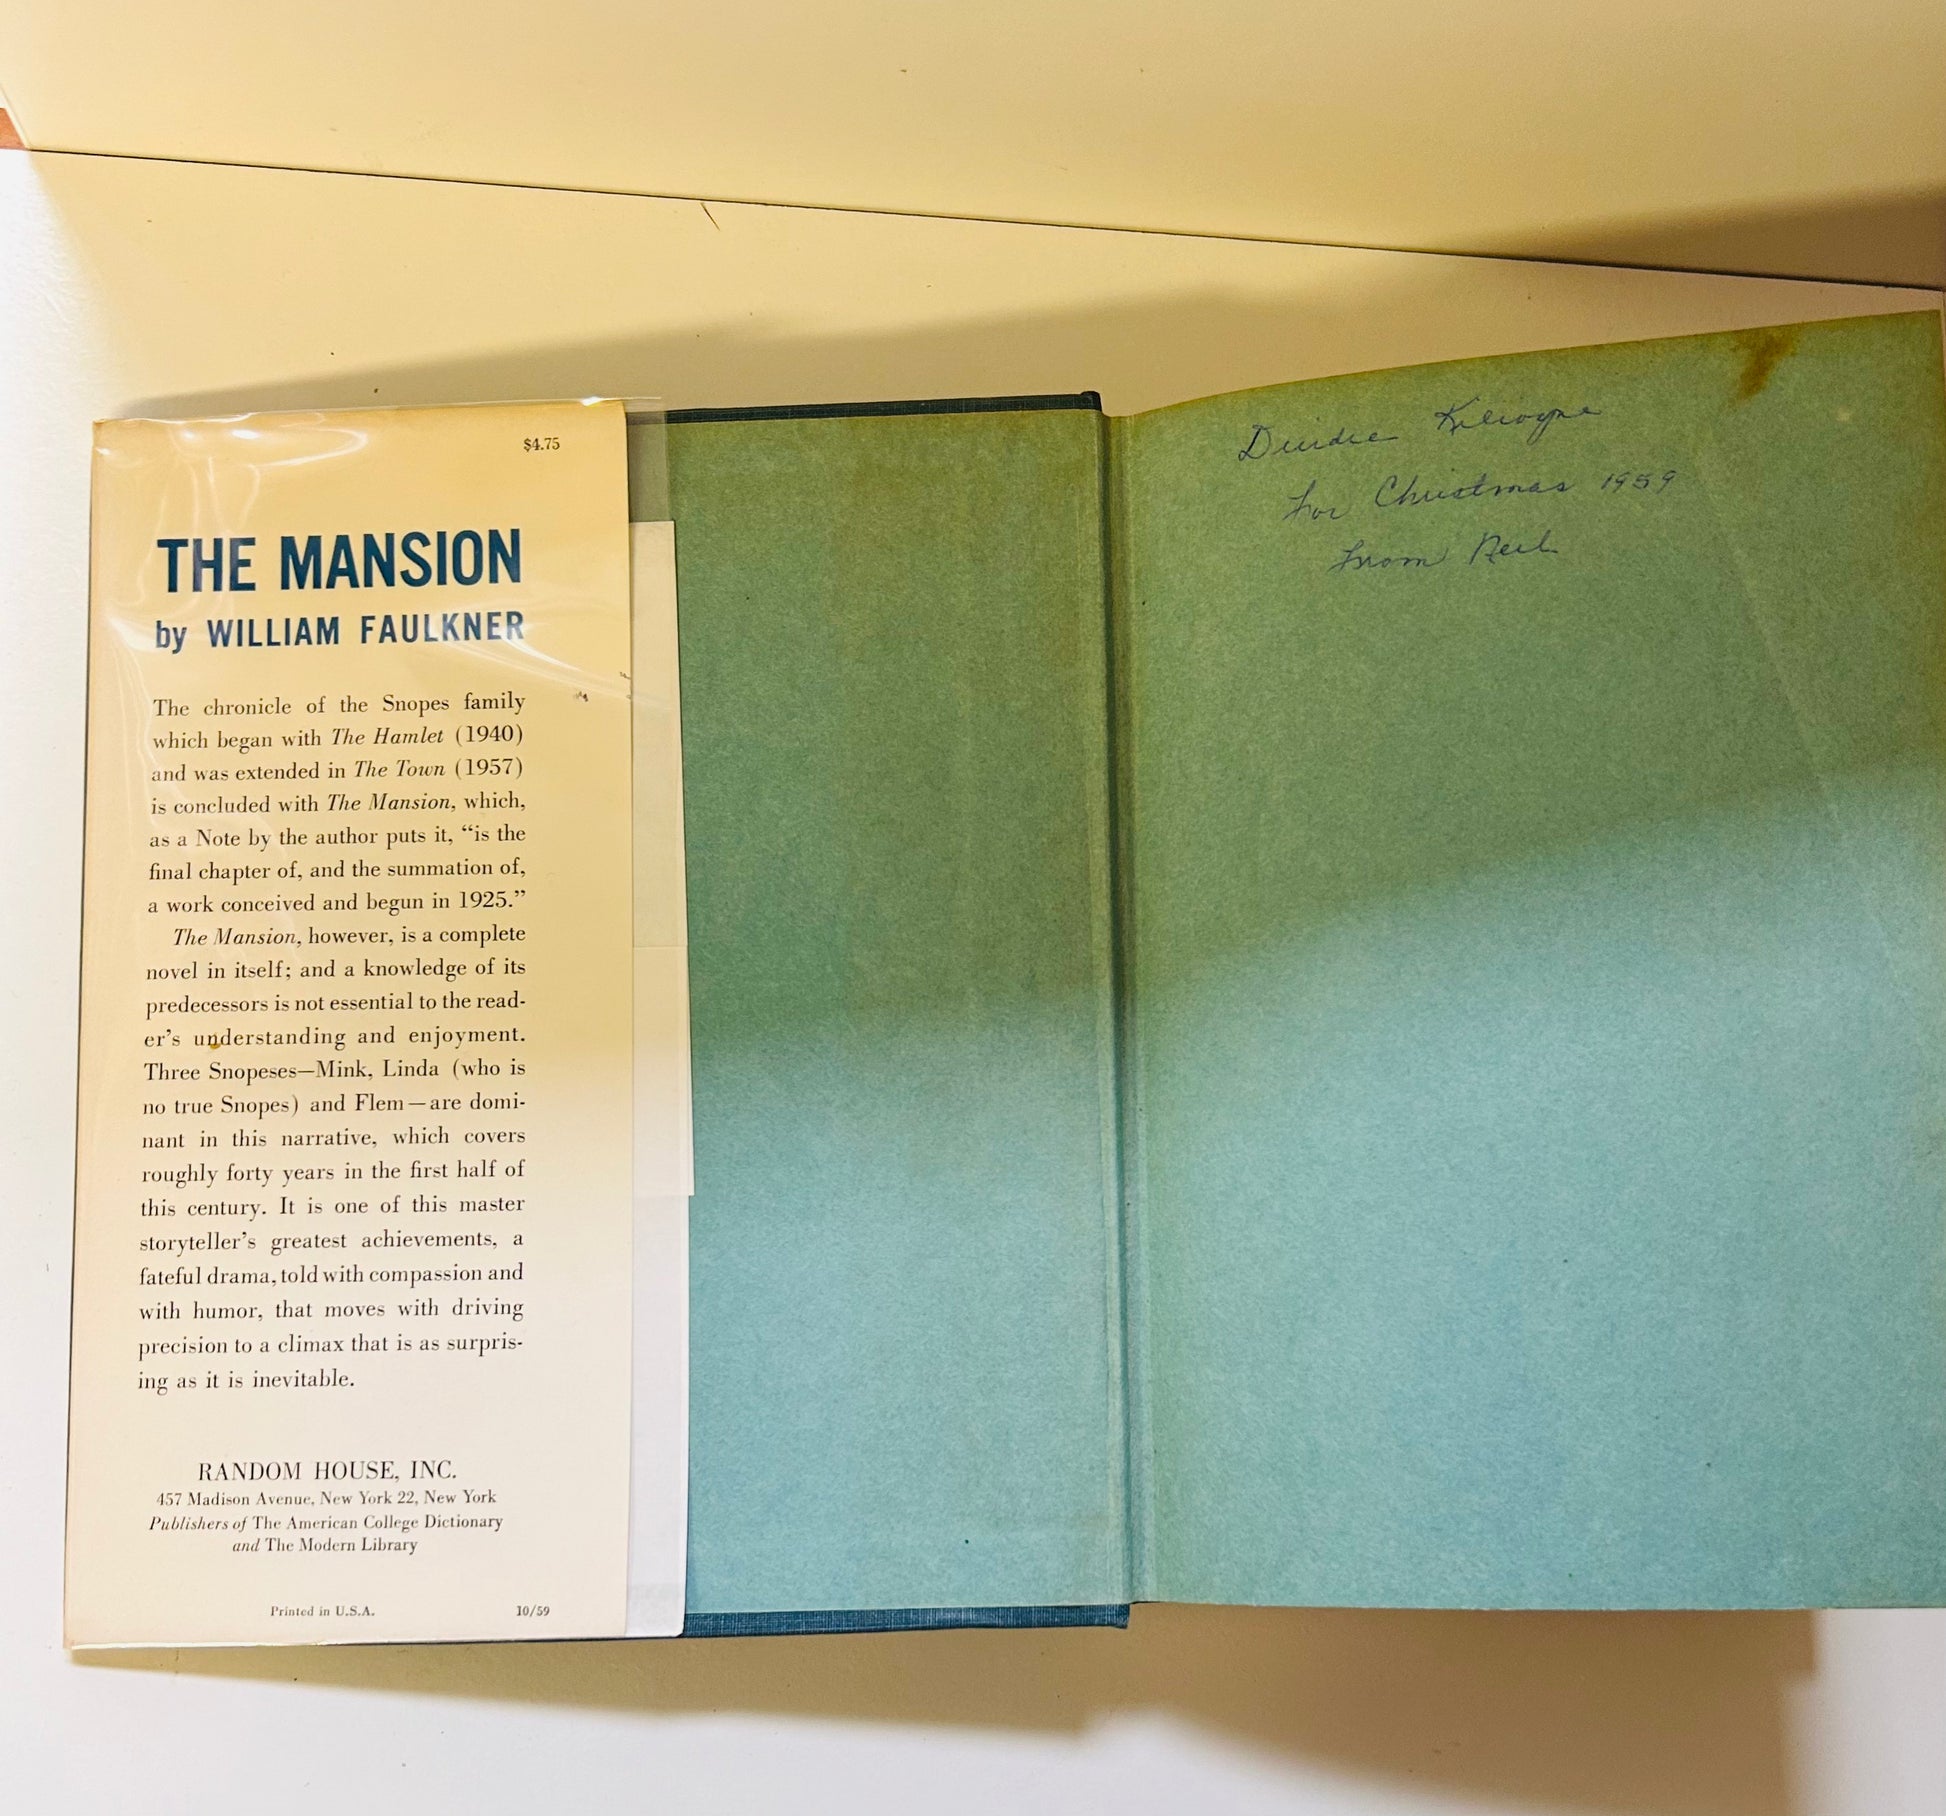 $4.75
THE MANSION
by WILLIAM FAULKNER
The chronicle of the Snopes family
which began with The Hamlet (1940)
and was extended in The Town (1957)
is concluded with The Mansion, which,
as a Note by the author puts it, “is the
final chapter of, and the summation of,
a work conceived and begun in 1925.”
The Mansion, however, is a complete
novel in itself; and a knowledge of its
predecessors is not essential to the read-
er’s understanding and enjoyment.
Three Snopeses—Mink, Linda (who is
no true Snopes) and Flem—are domi-
nant in this narrative, which covers
roughly forty years in the first half of
this century. It is one of this master
storyteller’s greatest achievements, a
fateful drama, told with compassion and
with humor, that moves with driving
precision to a climax that is as surpris-
ing as it is inevitable.
RANDOM HOUSE, INC.
457 Madison Avenue, New York 22, New York
Publishers of The American College Dictionary
and The Modern Library
Printed in U.S.A. 10/59
Deirdre
For Christmas 1959
From Neil